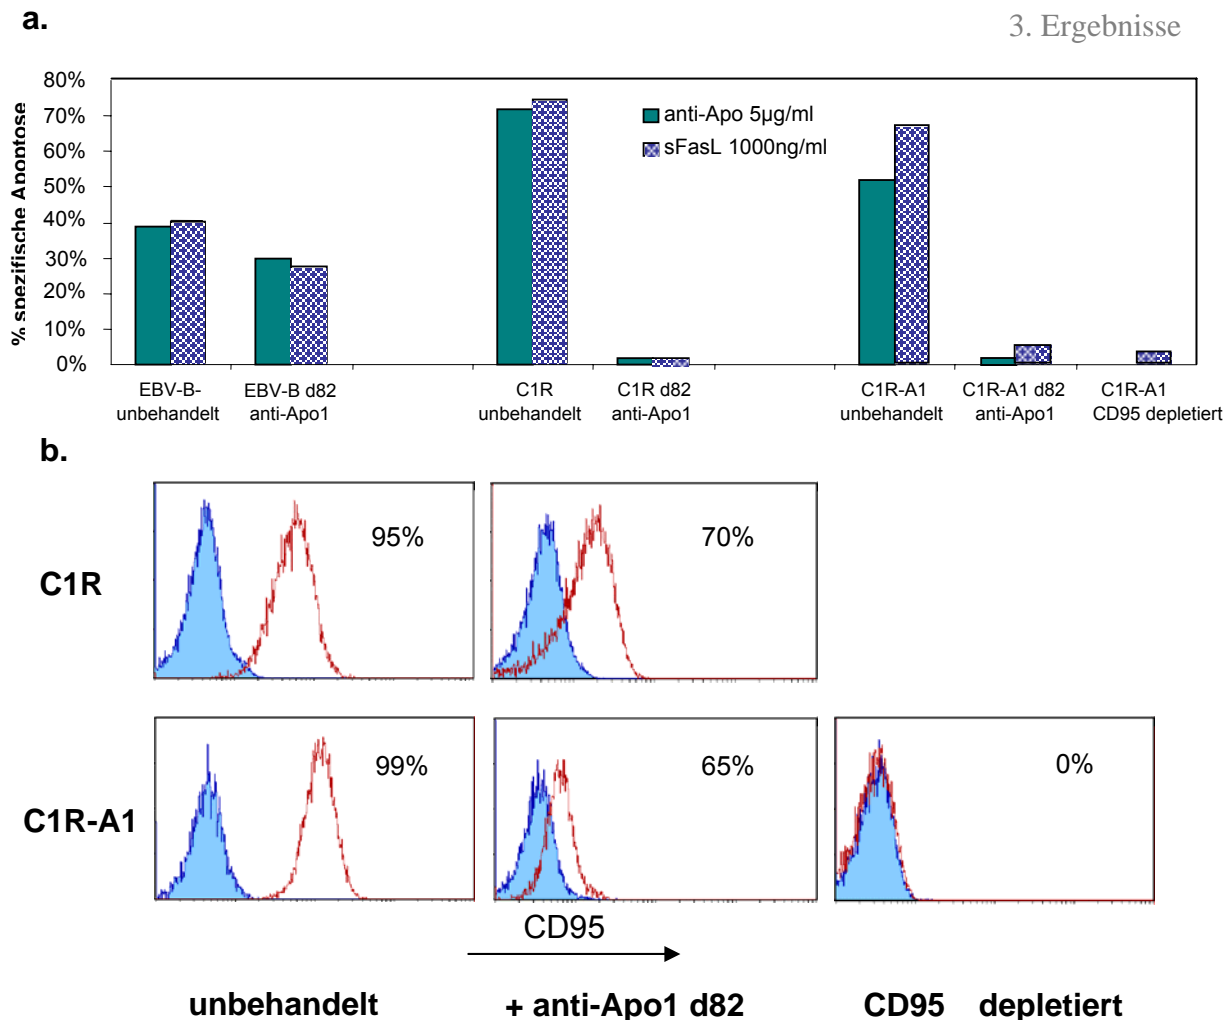 a.
3. Ergebnisse
80%
70%
60%
50%
40%
30%
20%
10%
0%
% spezifische Apoptose
anti-Apo 5µg/ml
sFasL 1000ng/ml
EBV-B-
unbehandelt
EBV-B d82
anti-Apo1
C1R
unbehandelt
C1R d82
anti-Apo1
C1R-A1
unbehandelt
C1R-A1 d82
anti-Apo1
C1R-A1
CD95 depletiert
b.
C1R
95%
70%
C1R-A1
99%
65%
0%
CD95
unbehandelt
+ anti-Apo1 d82
CD95 depletiert